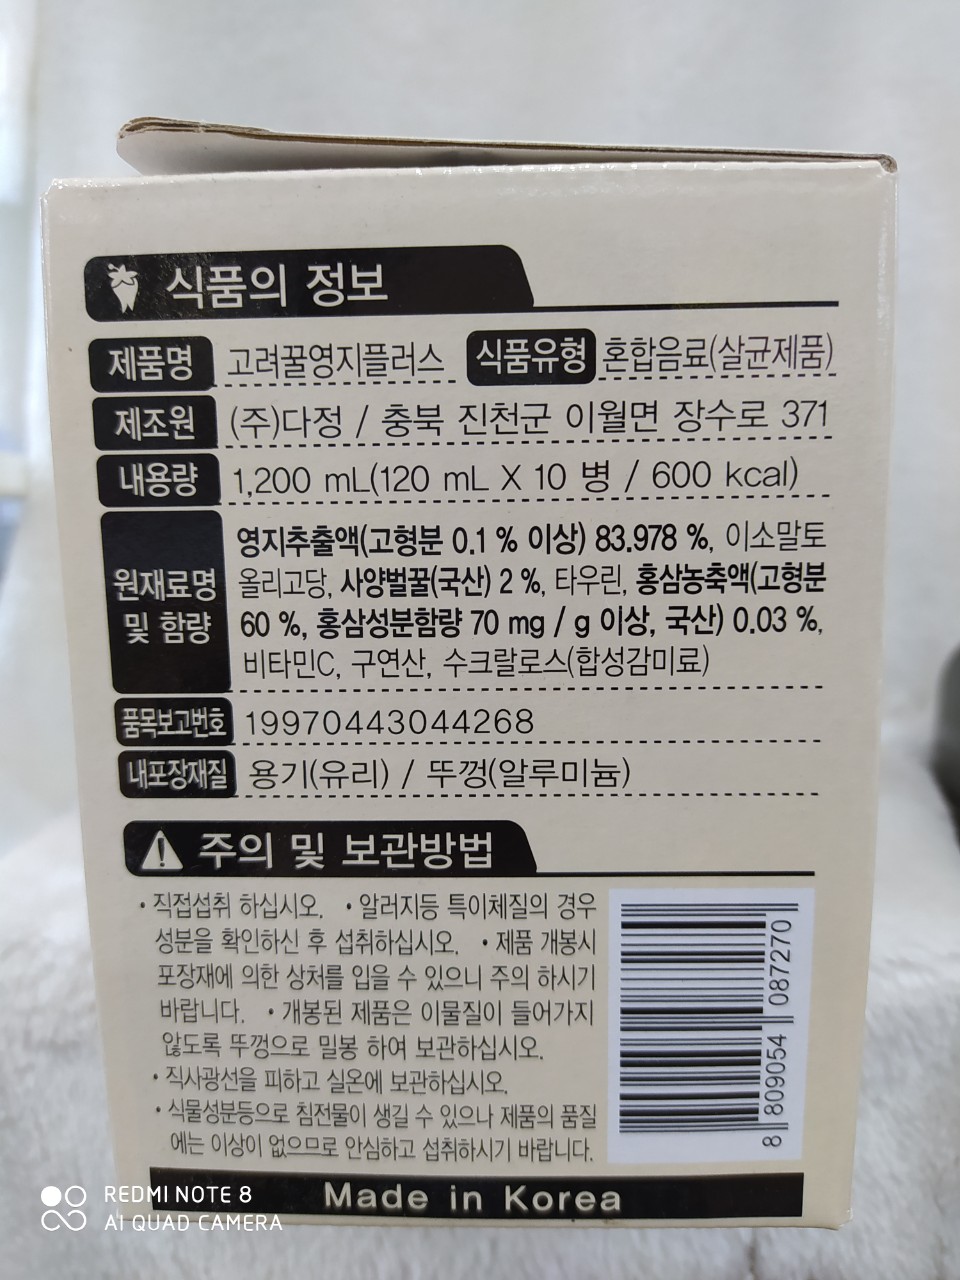 식품의 정보
제품명 고려꿀영지플러스 식품유형 혼합음료(살균제품)
제조원 (주)다정 / 충북 진천군 이월면 장수로 371
내용량 1,200 mL(120 mL X 10 병 / 600 kcal)
원재료명 및 함량 영지추출액(고형분 0.1 % 이상) 83.978 %, 이소말토
올리고당, 사양벌꿀(국산) 2 %, 타우린, 홍삼농축액(고형분
60 %, 홍삼성분함량 70 mg / g 이상, 국산) 0.03 %,
비타민C, 구연산, 수크랄로스(합성감미료)
품목보고번호 19970443044268
내포장재질 용기(유리) / 뚜껑(알루미늄)
주의 및 보관방법
• 직접섭취 하십시오. • 알러지등 특이체질의 경우
성분을 확인하신 후 섭취하십시오. • 제품 개봉시
포장재에 의한 상처를 입을 수 있으니 주의 하시기
바랍니다. • 개봉된 제품은 이물질이 들어가지
않도록 뚜껑으로 밀봉 하여 보관하십시오.
• 직사광선을 피하고 실온에 보관하십시오.
• 식물성분등으로 침전물이 생길 수 있으나 제품의 품질
에는 이상이 없으므로 안심하고 섭취하시기 바랍니다.
8 809054 087270
Made in Korea
REDMI NOTE 8
AI QUAD CAMERA